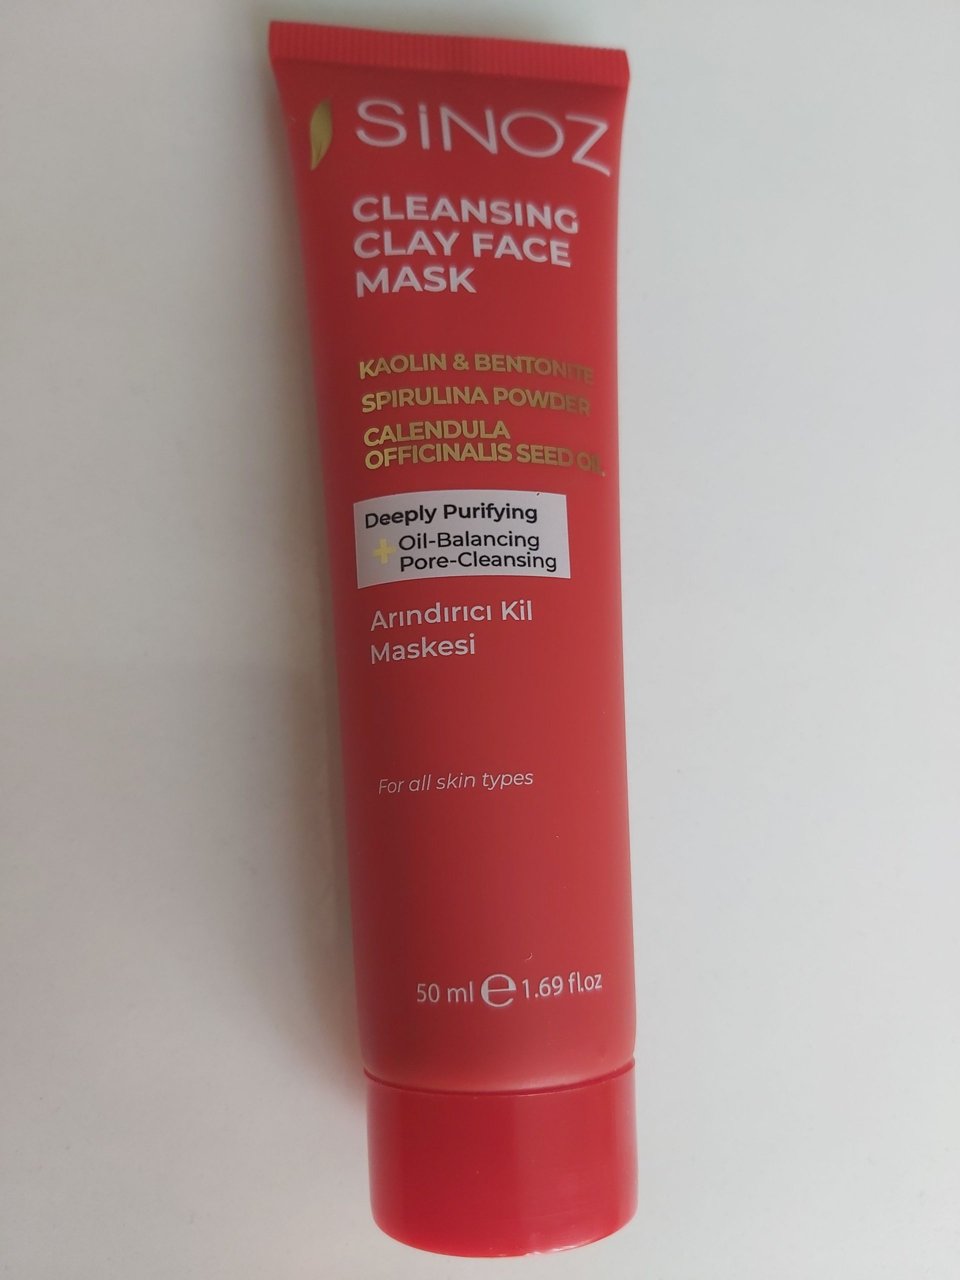 SiNOZ
CLEANSING
CLAY FACE
MASK
KAOLIN & BENTONITE
SPIRULINA POWDER
CALENDULA
OFFICINALIS SEED OIL
Deeply Purifying
+ Oil-Balancing
Pore-Cleansing
Arındırıcı Kil
Maskesi
For all skin types
50 ml ℮ 1.69 fl.oz